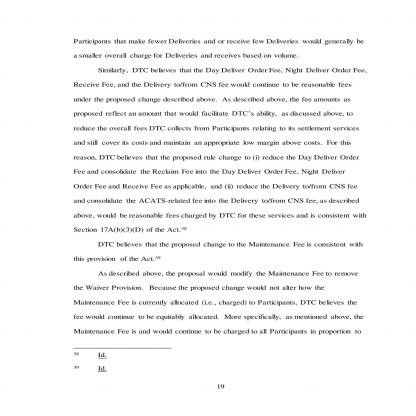 Participants that make fewer Deliveries and or receive few Deliveries would generally be
a smaller overall charge for Deliveries and receives based on volume.
Similarly, DTC believes that the Day Deliver Order Fee, Night Deliver Order Fee,
Receive Fee, and the Delivery to/from CNS fee would continue to be reasonable fees
under the proposed change described above.  As described above, the fee amounts as
proposed reflect an amount that would facilitate DTC's ability, as discussed above, to
reduce the overall fees DTC collects from Participants relating to its settlement services
and still cover its costs and maintain an appropriate low margin above costs.  For this
reason, DTC believes that the proposed rule change to (i) reduce the Day Deliver Order
Fee and consolidate the Reclaim Fee into the Day Deliver Order Fee, Night Deliver
Order Fee and Receive Fee as applicable, and (ii) reduce the Delivery to/from CNS fee
and consolidate the ACATS-related fee into the Delivery to/from CNS fee, as described
above, would be reasonable fees charged by DTC for these services and is consistent with
Section 17A(b)(3)(D) of the Act.38
DTC believes that the proposed change to the Maintenance Fee is consistent with
this provision of the Act.39
As described above, the proposal would modify the Maintenance Fee to remove
the Waiver Provision.  Because the proposed change would not alter how the
Maintenance Fee is currently allocated (i.e., charged) to Participants, DTC believes the
fee would continue to be equitably allocated.  More specifically, as mentioned above, the
Maintenance Fee is and would continue to be charged to all Participants in proportion to
38 Id.
39 Id.
19